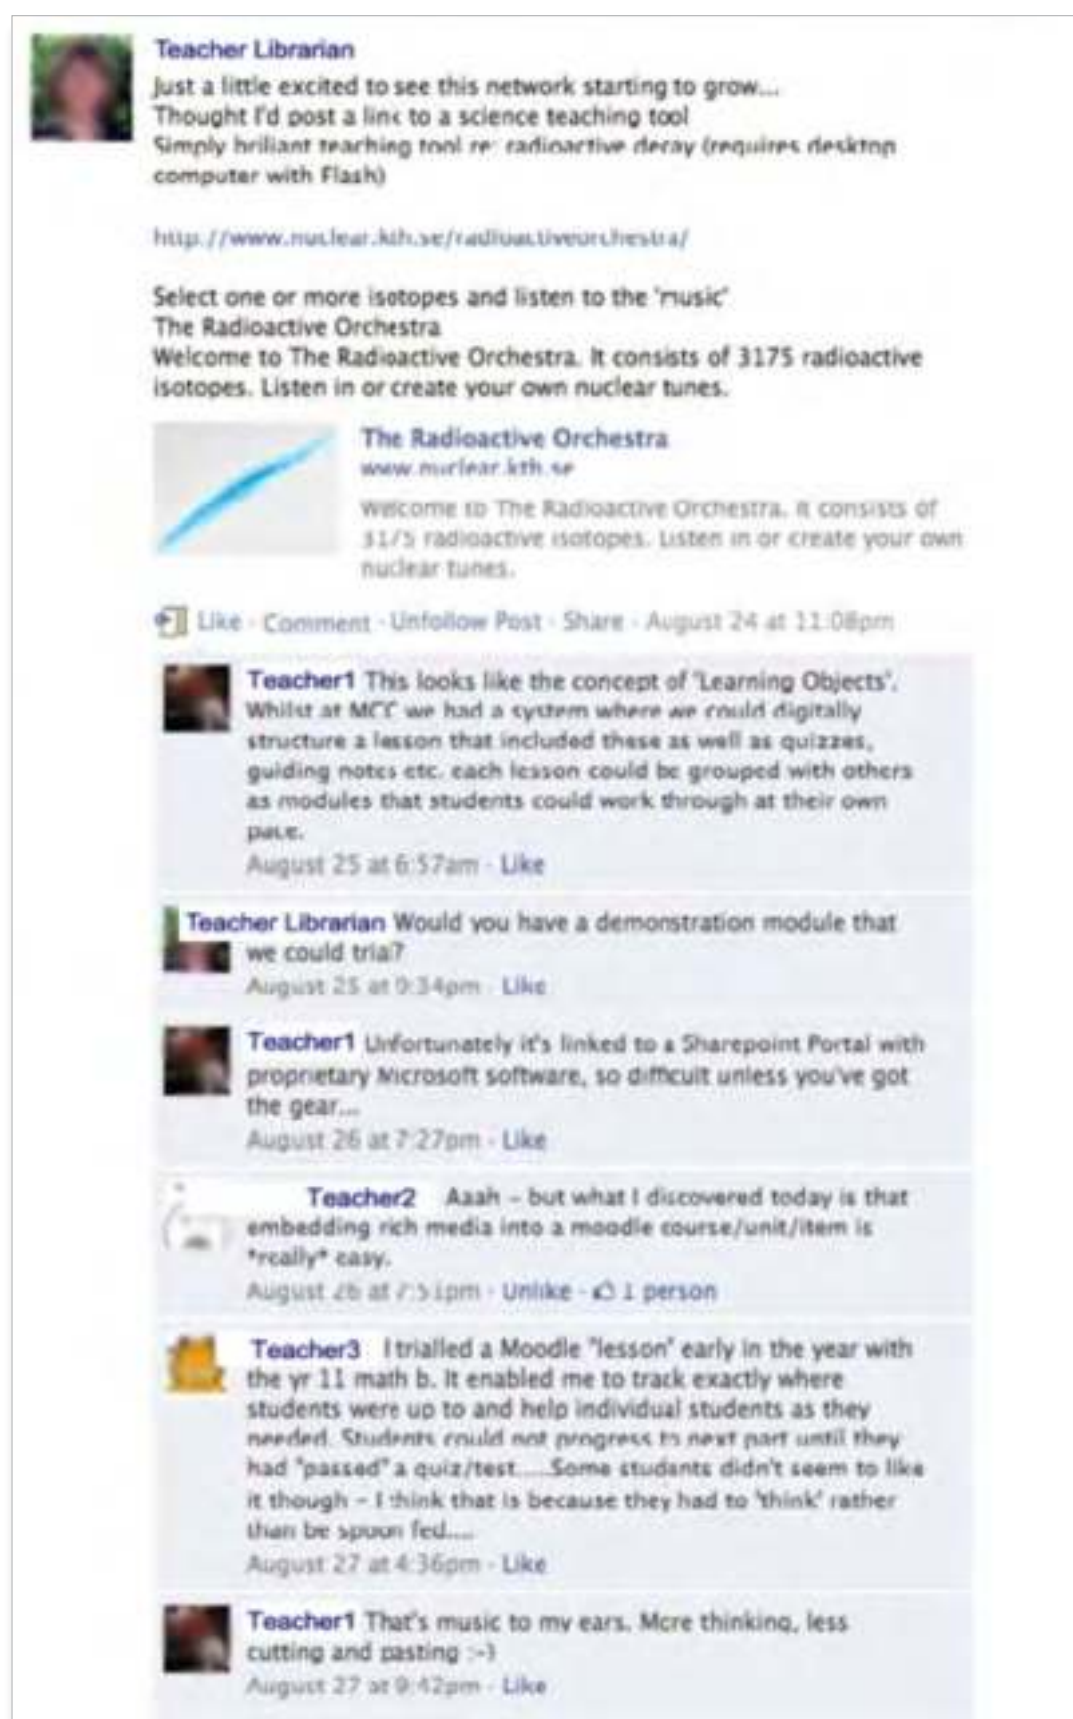 Teacher Librarian
Just a little excited to see this network starting to grow...
Thought I'd post a link to a science teaching tool
Simply brilliant teaching tool re: radioactive decay (requires desktop
computer with Flash)
http://www.nuclear.kth.se/radioactiveorchestra/
Select one or more isotopes and listen to the 'music'
The Radioactive Orchestra
Welcome to The Radioactive Orchestra. It consists of 3175 radioactive
isotopes. Listen in or create your own nuclear tunes.
The Radioactive Orchestra
www.nuclear.kth.se
Welcome to The Radioactive Orchestra. It consists of
3175 radioactive isotopes. Listen in or create your own
nuclear tunes.
Like · Comment · Unfollow Post · Share · August 24 at 11:08pm
Teacher1 This looks like the concept of 'Learning Objects'.
Whilst at MCC we had a system where we could digitally
structure a lesson that included these as well as quizzes,
guiding notes etc. each lesson could be grouped with others
as modules that students could work through at their own
pace.
August 25 at 6:57am · Like
Teacher Librarian Would you have a demonstration module that
we could trial?
August 25 at 9:34pm · Like
Teacher1 Unfortunately it's linked to a Sharepoint Portal with
proprietary Microsoft software, so difficult unless you've got
the gear...
August 26 at 7:27pm · Like
Teacher2 Aaah – but what I discovered today is that
embedding rich media into a moodle course/unit/item is
*really* easy.
August 26 at 7:51pm · Unlike · 1 person
Teacher3 I trialled a Moodle "lesson" early in the year with
the yr 11 math b. It enabled me to track exactly where
students were up to and help individual students as they
needed. Students could not progress to next part until they
had "passed" a quiz/test.....Some students didn't seem to like
it though – I think that is because they had to 'think' rather
than be spoon fed....
August 27 at 4:36pm · Like
Teacher1 That's music to my ears. More thinking, less
cutting and pasting :-)
August 27 at 9:42pm · Like